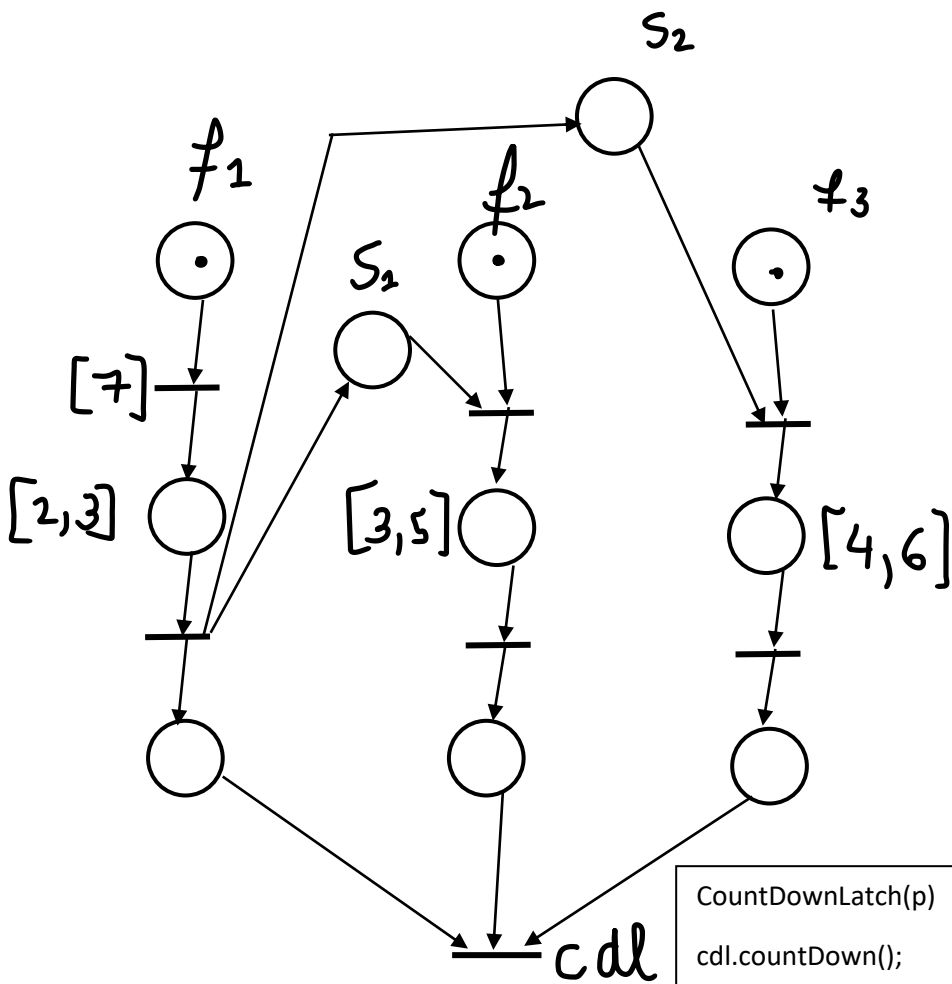 S2
f1
f2
f3
S1
[7]
[2,3]
[3,5]
[4,6]
cdl
CountDownLatch(p)
cdl.countDown();